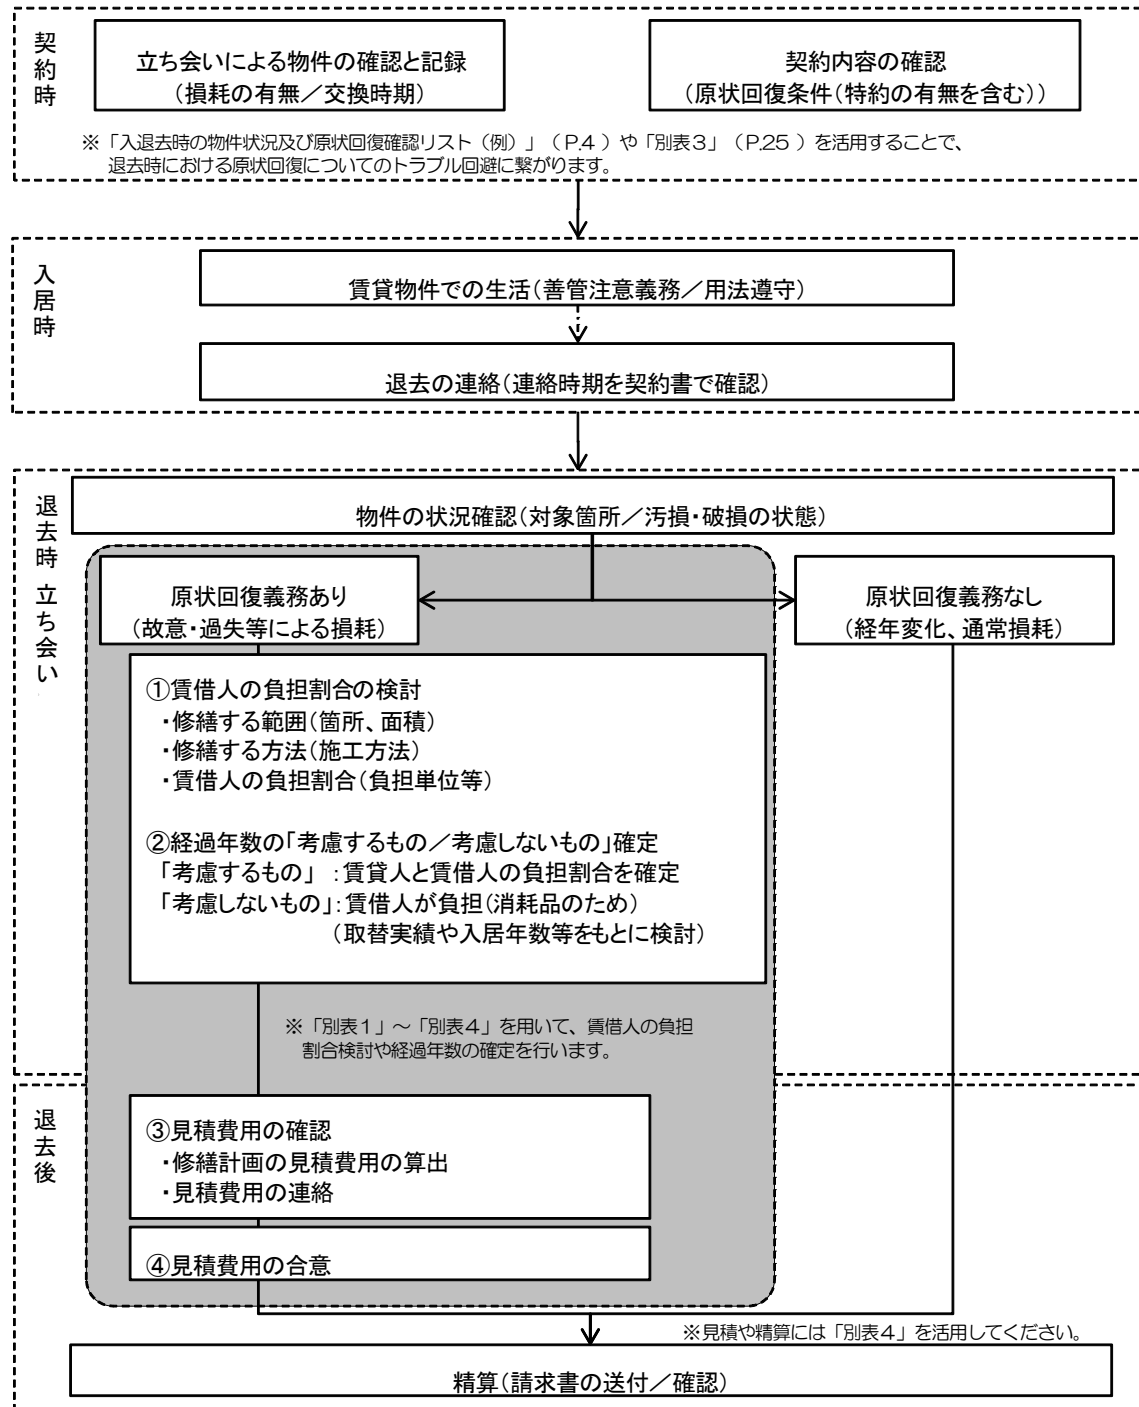 契約時
立ち会いによる物件の確認と記録
(損耗の有無／交換時期)
契約内容の確認
(原状回復条件(特約の有無を含む))
※「入退去時の物件状況及び原状回復確認リスト（例）」（P.4 ）や「別表３」（P.25 ）を活用することで、
退去時における原状回復についてのトラブル回避に繋がります。
入居時
賃貸物件での生活(善管注意義務／用法遵守)
退去の連絡(連絡時期を契約書で確認)
退去時 立ち会い
物件の状況確認(対象箇所／汚損・破損の状態)
原状回復義務あり
(故意・過失等による損耗)
原状回復義務なし
(経年変化、通常損耗)
①賃借人の負担割合の検討
・修繕する範囲(箇所、面積)
・修繕する方法(施工方法)
・賃借人の負担割合(負担単位等)
②経過年数の「考慮するもの／考慮しないもの」確定
「考慮するもの」 ：賃貸人と賃借人の負担割合を確定
「考慮しないもの」：賃借人が負担(消耗品のため)
(取替実績や入居年数等をもとに検討)
※「別表１」～「別表４」を用いて、賃借人の負担
割合検討や経過年数の確定を行います。
退去後
③見積費用の確認
・修繕計画の見積費用の算出
・見積費用の連絡
④見積費用の合意
※見積や精算には「別表４」を活用してください。
精算(請求書の送付／確認)